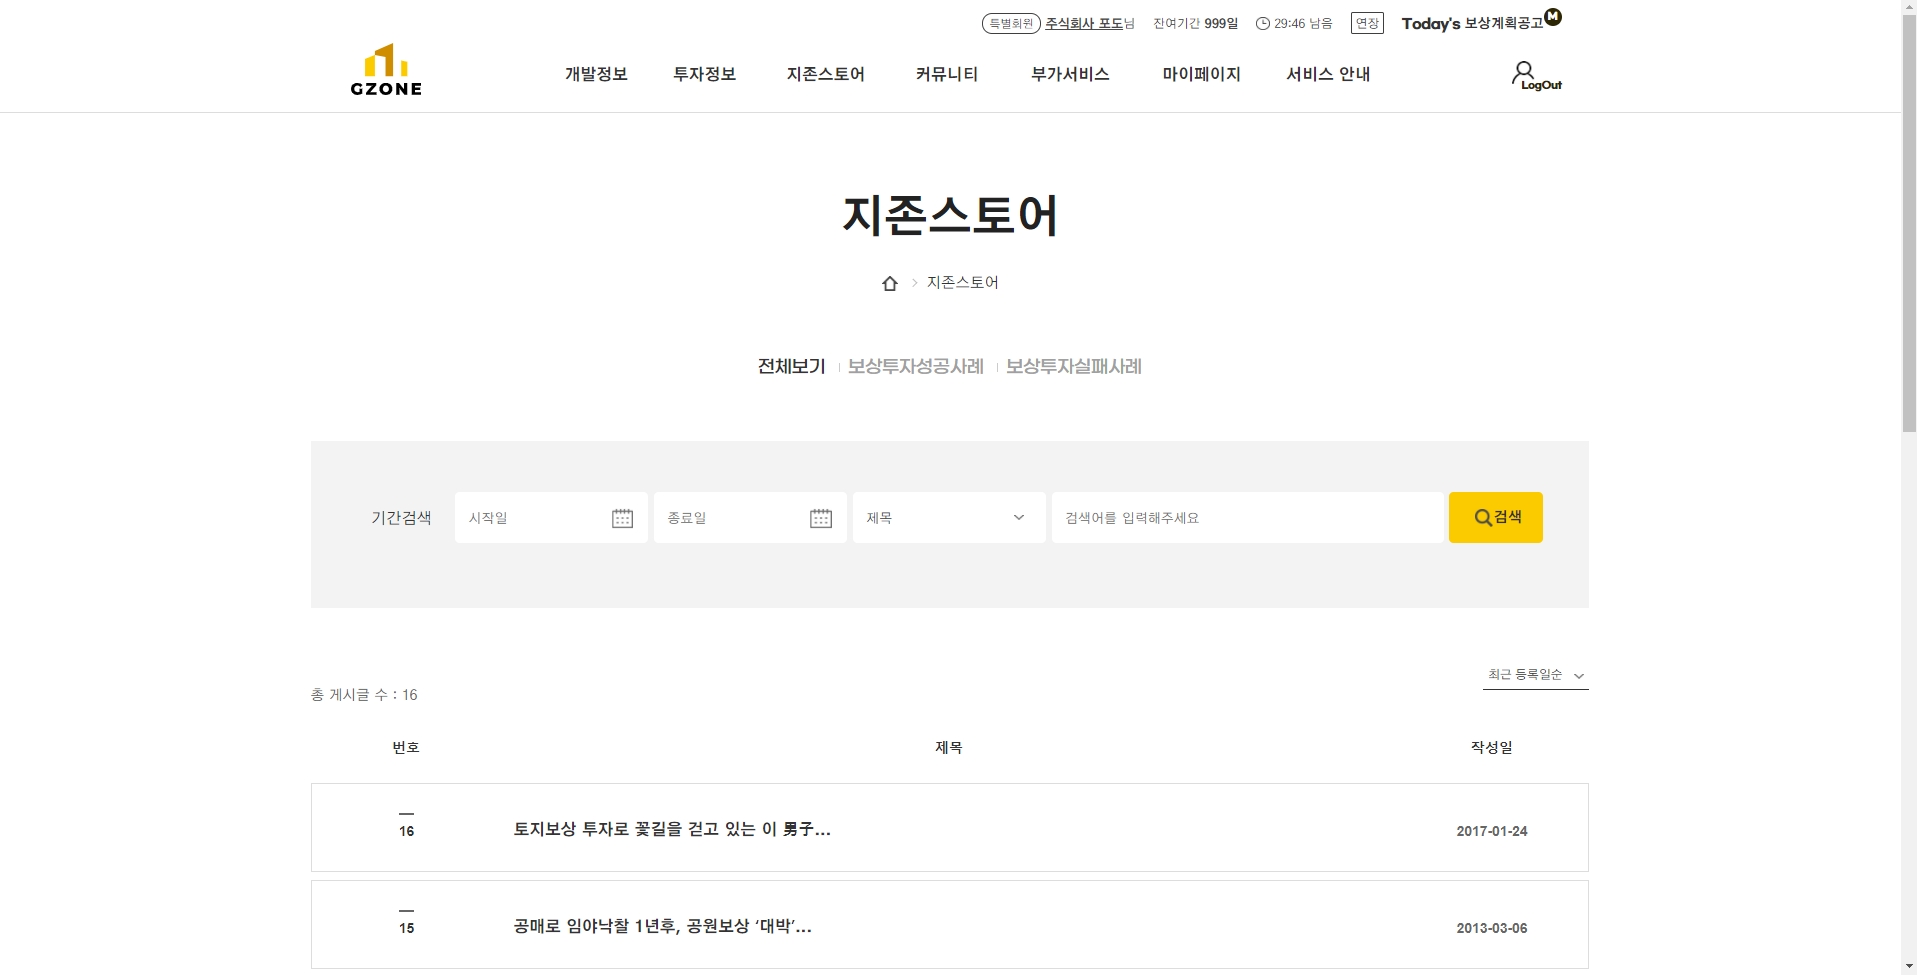 특별회원 주식회사 포도님 잔여기간 999일 29:46 남음 연장 Today's 보상계획공고 M
GZONE
개발정보 투자정보 지존스토어 커뮤니티 부가서비스 마이페이지 서비스 안내 LogOut
지존스토어
지존스토어
전체보기 보상투자성공사례 보상투자실패사례
기간검색 시작일 종료일 제목 검색어를 입력해주세요 검색
최근 등록일순
총 게시글 수 : 16
번호 제목 작성일
16 토지보상 투자로 꽃길을 걷고 있는 이 男子... 2017-01-24
15 공매로 임야낙찰 1년후, 공원보상 ‘대박’... 2013-03-06